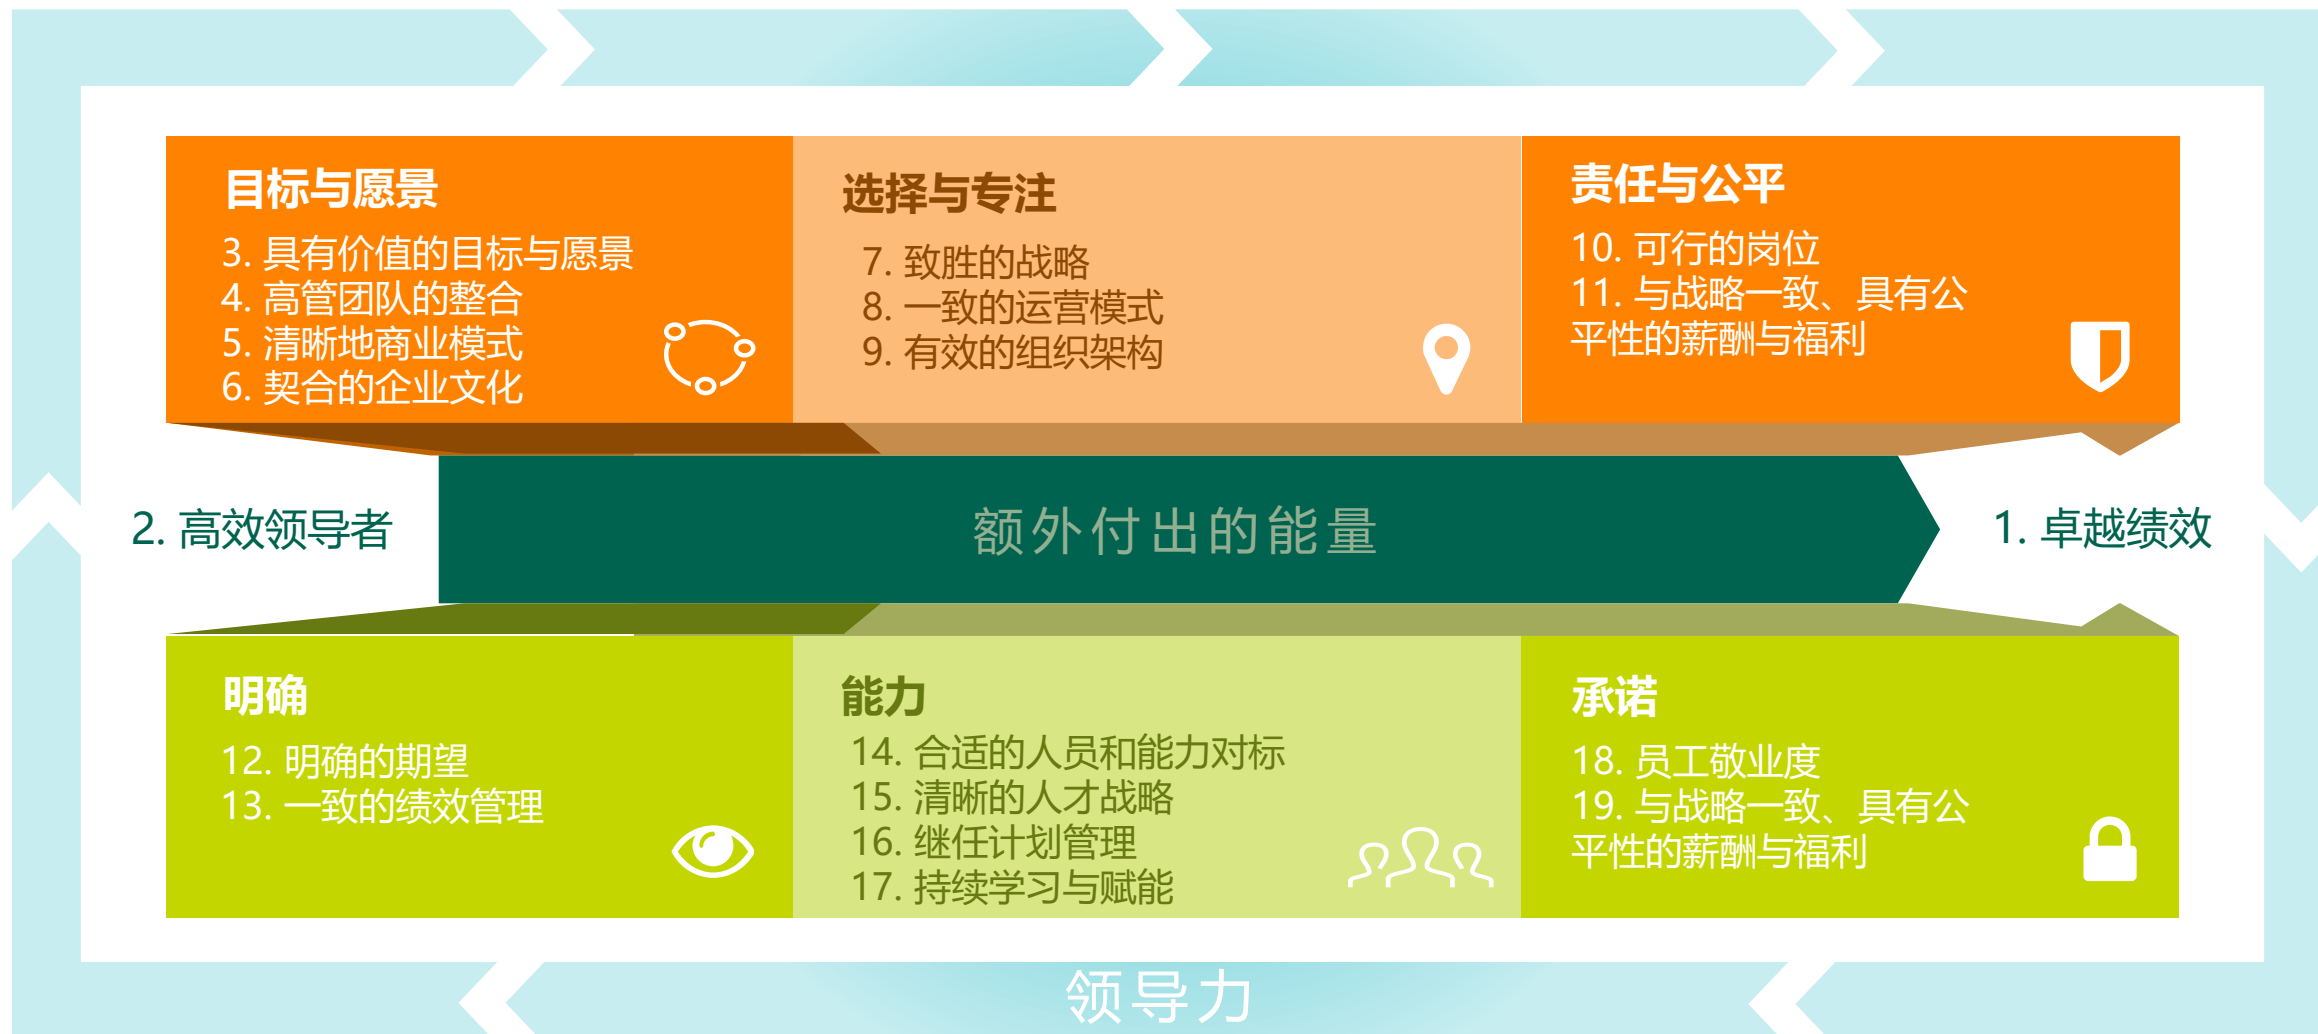 目标与愿景
3. 具有价值的目标与愿景
4. 高管团队的整合
5. 清晰地商业模式
6. 契合的企业文化
选择与专注
7. 致胜的战略
8. 一致的运营模式
9. 有效的组织架构
责任与公平
10. 可行的岗位
11. 与战略一致、具有公
平性的薪酬与福利
2. 高效领导者
额外付出的能量
1. 卓越绩效
明确
12. 明确的期望
13. 一致的绩效管理
能力
14. 合适的人员和能力对标
15. 清晰的人才战略
16. 继任计划管理
17. 持续学习与赋能
承诺
18. 员工敬业度
19. 与战略一致、具有公
平性的薪酬与福利
领导力